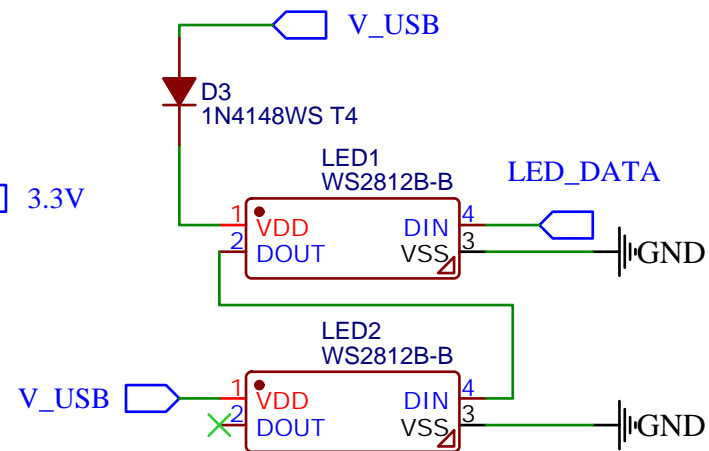 V_USB
D3
1N4148WS T4
LED1
WS2812B-B
LED_DATA
3.3V
1
VDD
DIN
4
2
DOUT
VSS
3
GND
LED2
WS2812B-B
V_USB
1
VDD
DIN
4
2
DOUT
VSS
3
GND